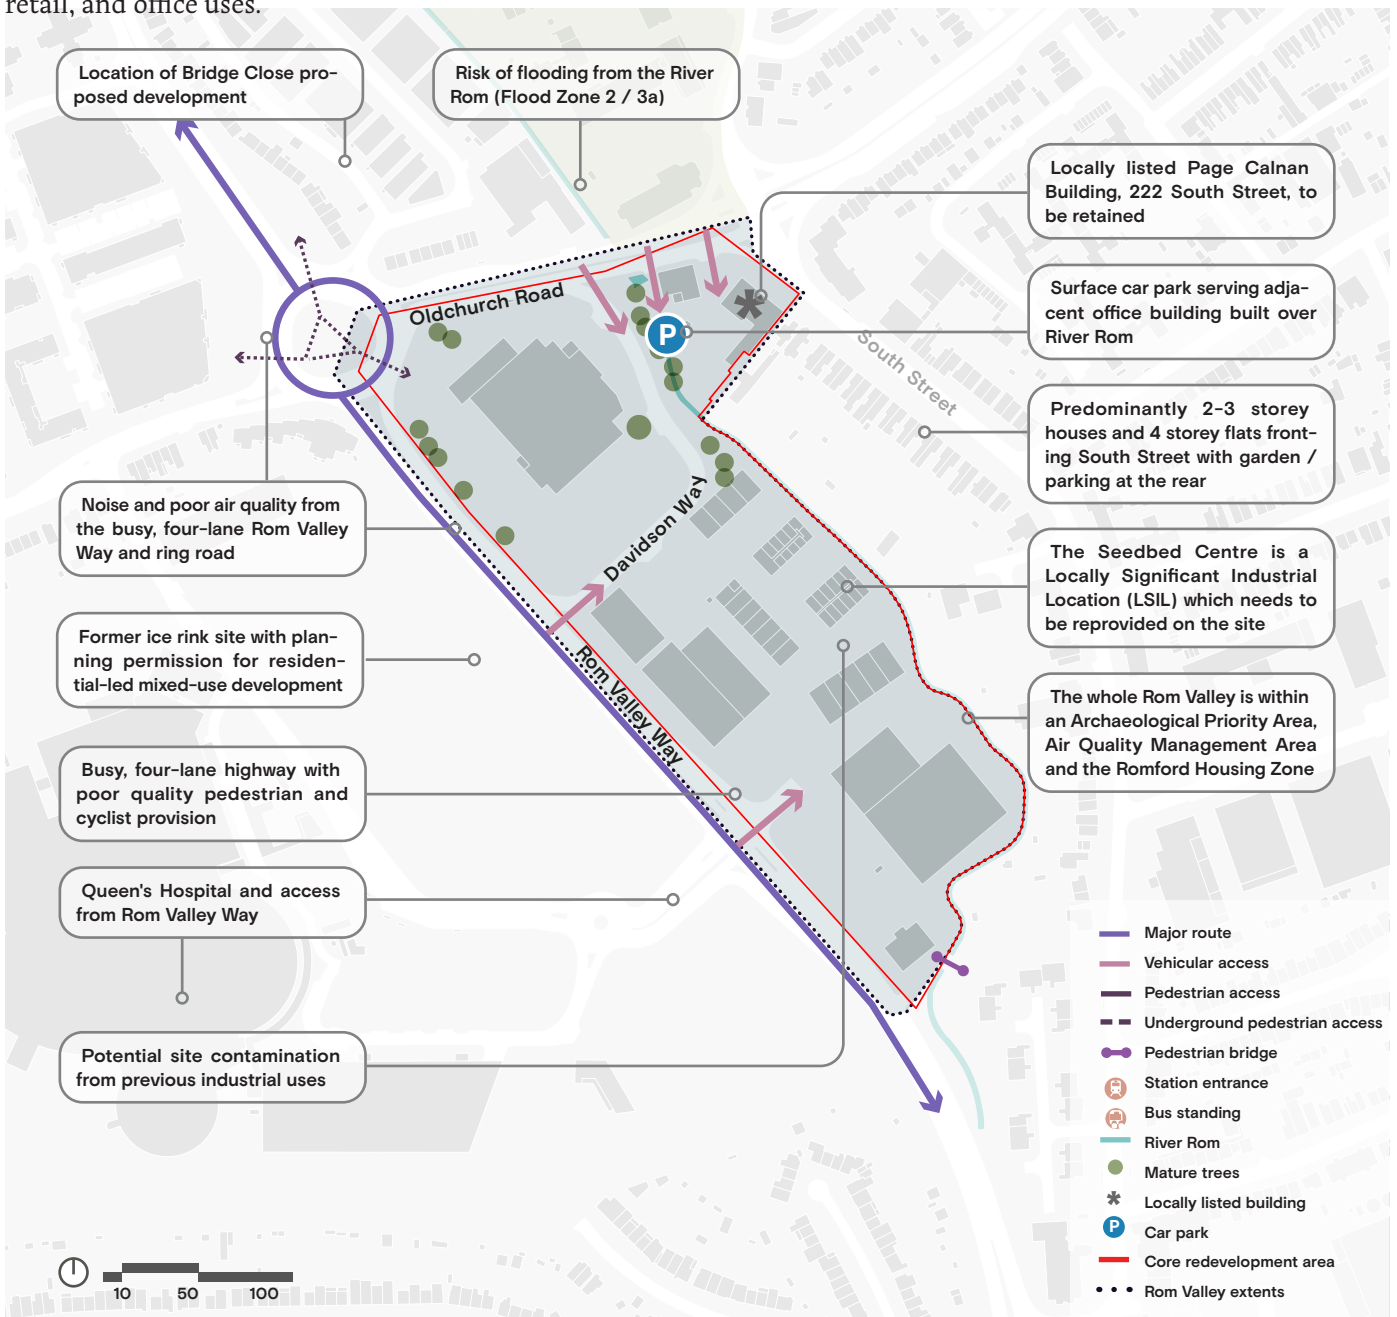 retail, and office uses.
Location of Bridge Close pro-
posed development
Risk of flooding from the River
Rom (Flood Zone 2 / 3a)
Locally listed Page Calnan
Building, 222 South Street, to
be retained
Surface car park serving adja-
cent office building built over
River Rom
Predominantly 2-3 storey
houses and 4 storey flats front-
ing South Street with garden /
parking at the rear
The Seedbed Centre is a
Locally Significant Industrial
Location (LSIL) which needs to
be reprovided on the site
The whole Rom Valley is within
an Archaeological Priority Area,
Air Quality Management Area
and the Romford Housing Zone
Noise and poor air quality from
the busy, four-lane Rom Valley
Way and ring road
Former ice rink site with plan-
ning permission for residen-
tial-led mixed-use development
Busy, four-lane highway with
poor quality pedestrian and
cyclist provision
Queen's Hospital and access
from Rom Valley Way
Potential site contamination
from previous industrial uses
Oldchurch Road
P
South Street
Davidson Way
Rom Valley Way
Major route
Vehicular access
Pedestrian access
Underground pedestrian access
Pedestrian bridge
Station entrance
Bus standing
River Rom
Mature trees
Locally listed building
P
Car park
Core redevelopment area
Rom Valley extents
10 50 100